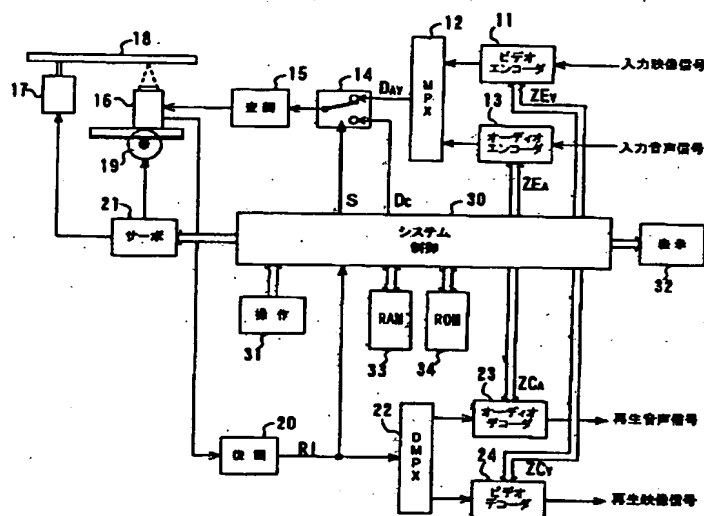 18
17
16
15
14
12
11
MPX
ビデオ
エンコーダ
入力映像信号
DAV
変調
ZEV
13
オーディオ
エンコーダ
入力音声信号
19
ZEA
21
サーボ
S
DC
30
システム
制御
表示
32
操作
31
RAM
33
ROM
34
ZCA
23
オーディオ
デコーダ
再生音声信号
22
DMPX
20
復調
RI
24
ZCV
ビデオ
デコーダ
再生映像信号